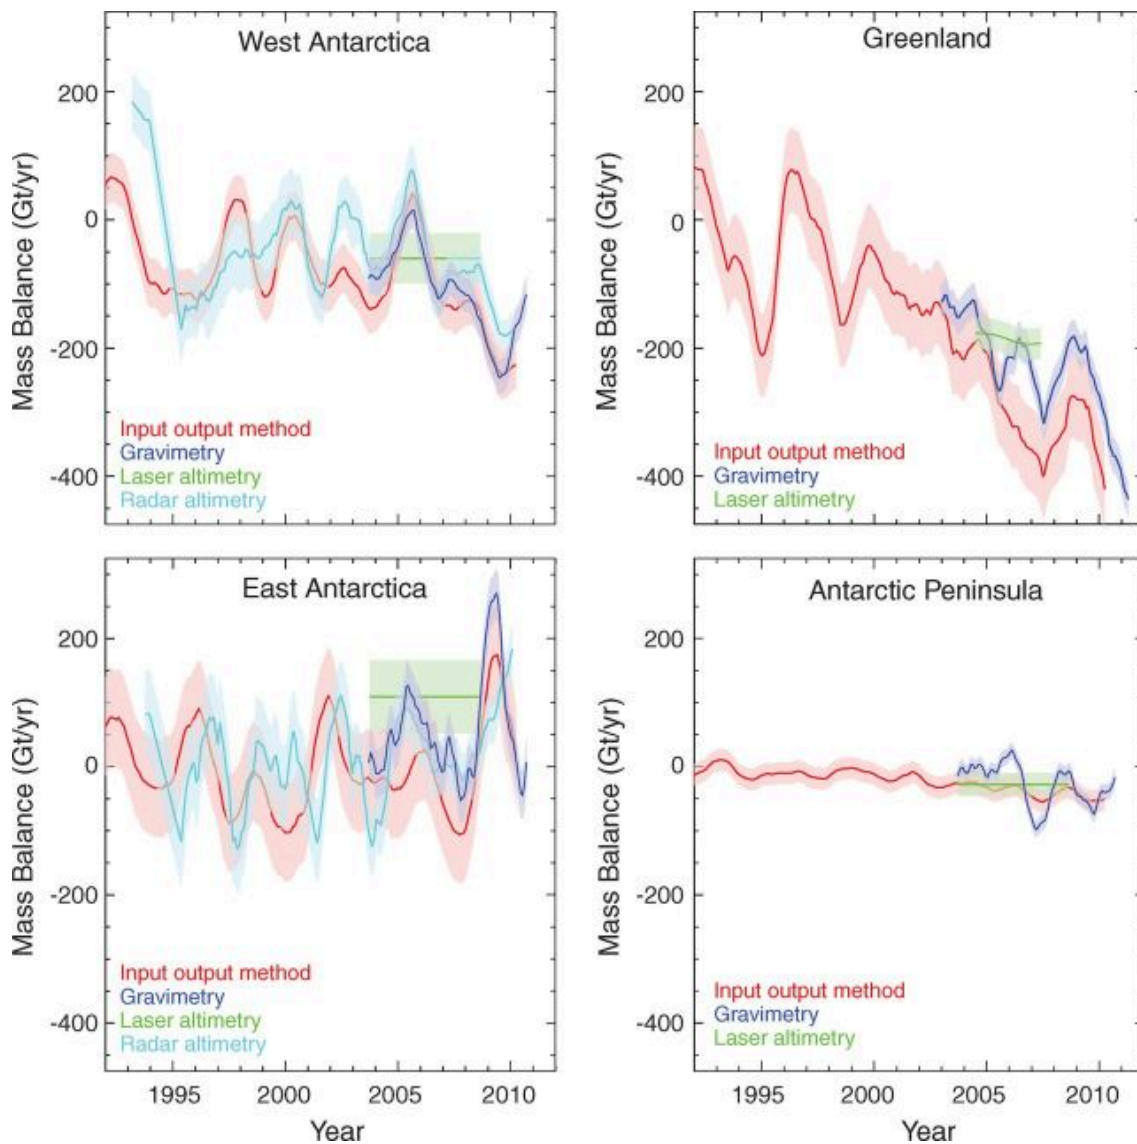 West Antarctica
Mass Balance (Gt/yr)
200
0
-200
-400
Input output method
Gravimetry
Laser altimetry
Radar altimetry
Greenland
Mass Balance (Gt/yr)
200
0
-200
-400
Input output method
Gravimetry
Laser altimetry
East Antarctica
Mass Balance (Gt/yr)
200
0
-200
-400
Input output method
Gravimetry
Laser altimetry
Radar altimetry
1995 2000 2005 2010
Year
Antarctic Peninsula
Mass Balance (Gt/yr)
200
0
-200
-400
Input output method
Gravimetry
Laser altimetry
1995 2000 2005 2010
Year